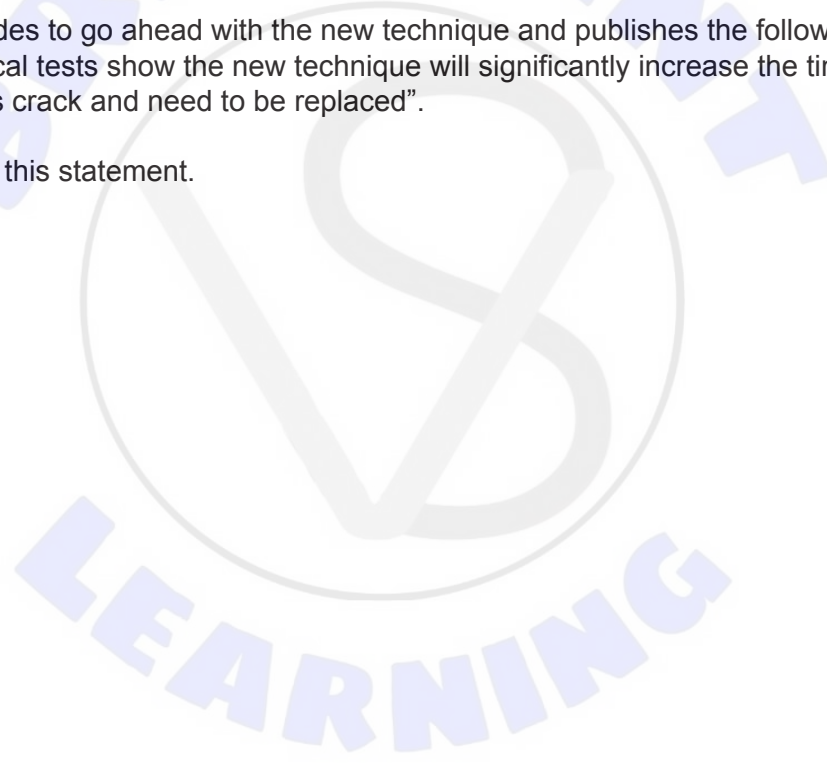 des to go ahead with the new technique and publishes the follow
cal tests show the new technique will significantly increase the tir
s crack and need to be replaced”.
this statement.
VS
LEARNING